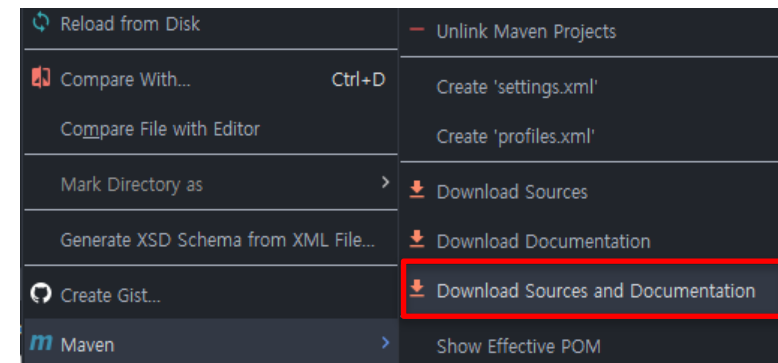 Reload from Disk
Compare With... Ctrl+D
Compare File with Editor
Mark Directory as
Generate XSD Schema from XML File...
Create Gist...
m Maven
Unlink Maven Projects
Create 'settings.xml'
Create 'profiles.xml'
Download Sources
Download Documentation
Download Sources and Documentation
Show Effective POM